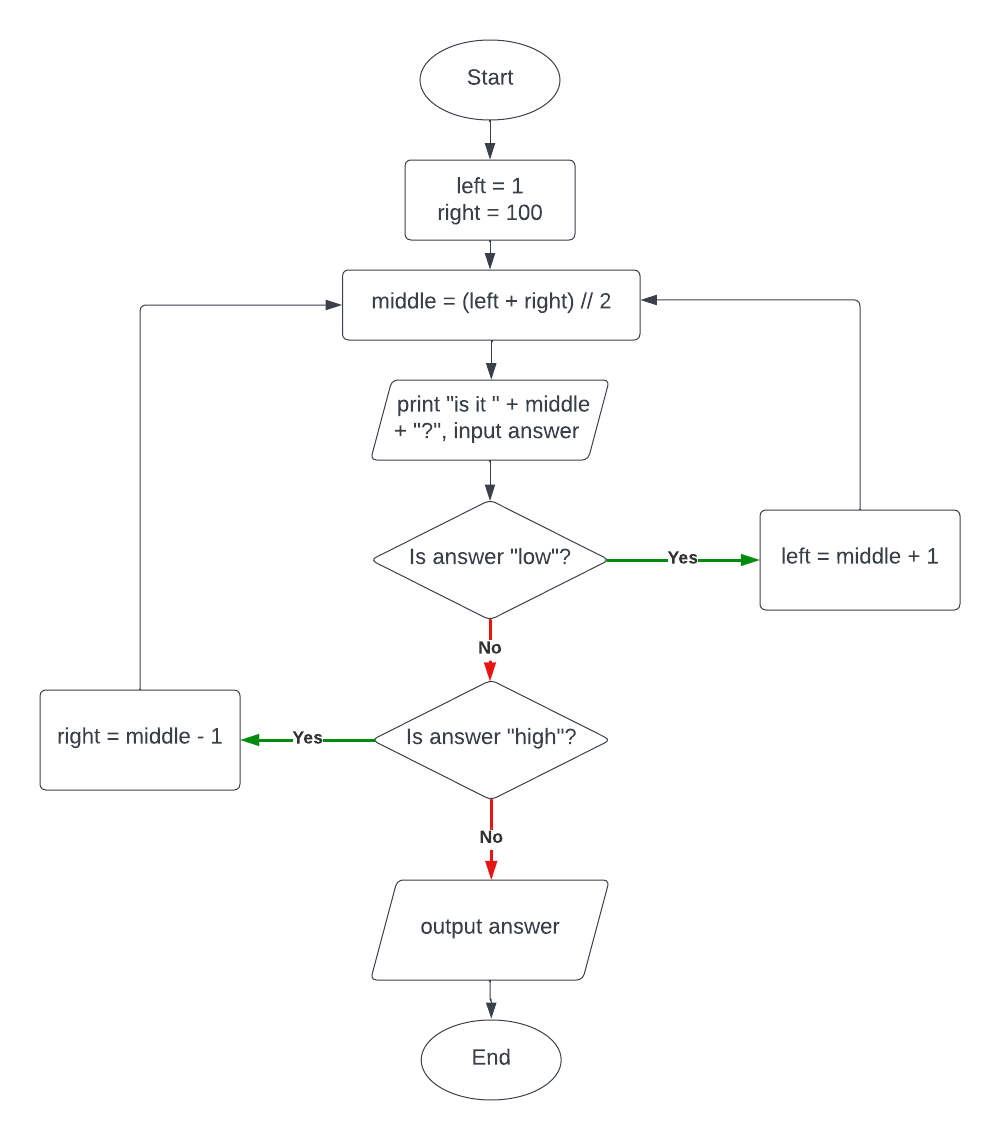 Start
left = 1
right = 100
middle = (left + right) // 2
print "is it " + middle
+ "?", input answer
Is answer "low"?
Yes
left = middle + 1
No
right = middle - 1
Yes
Is answer "high"?
No
output answer
End